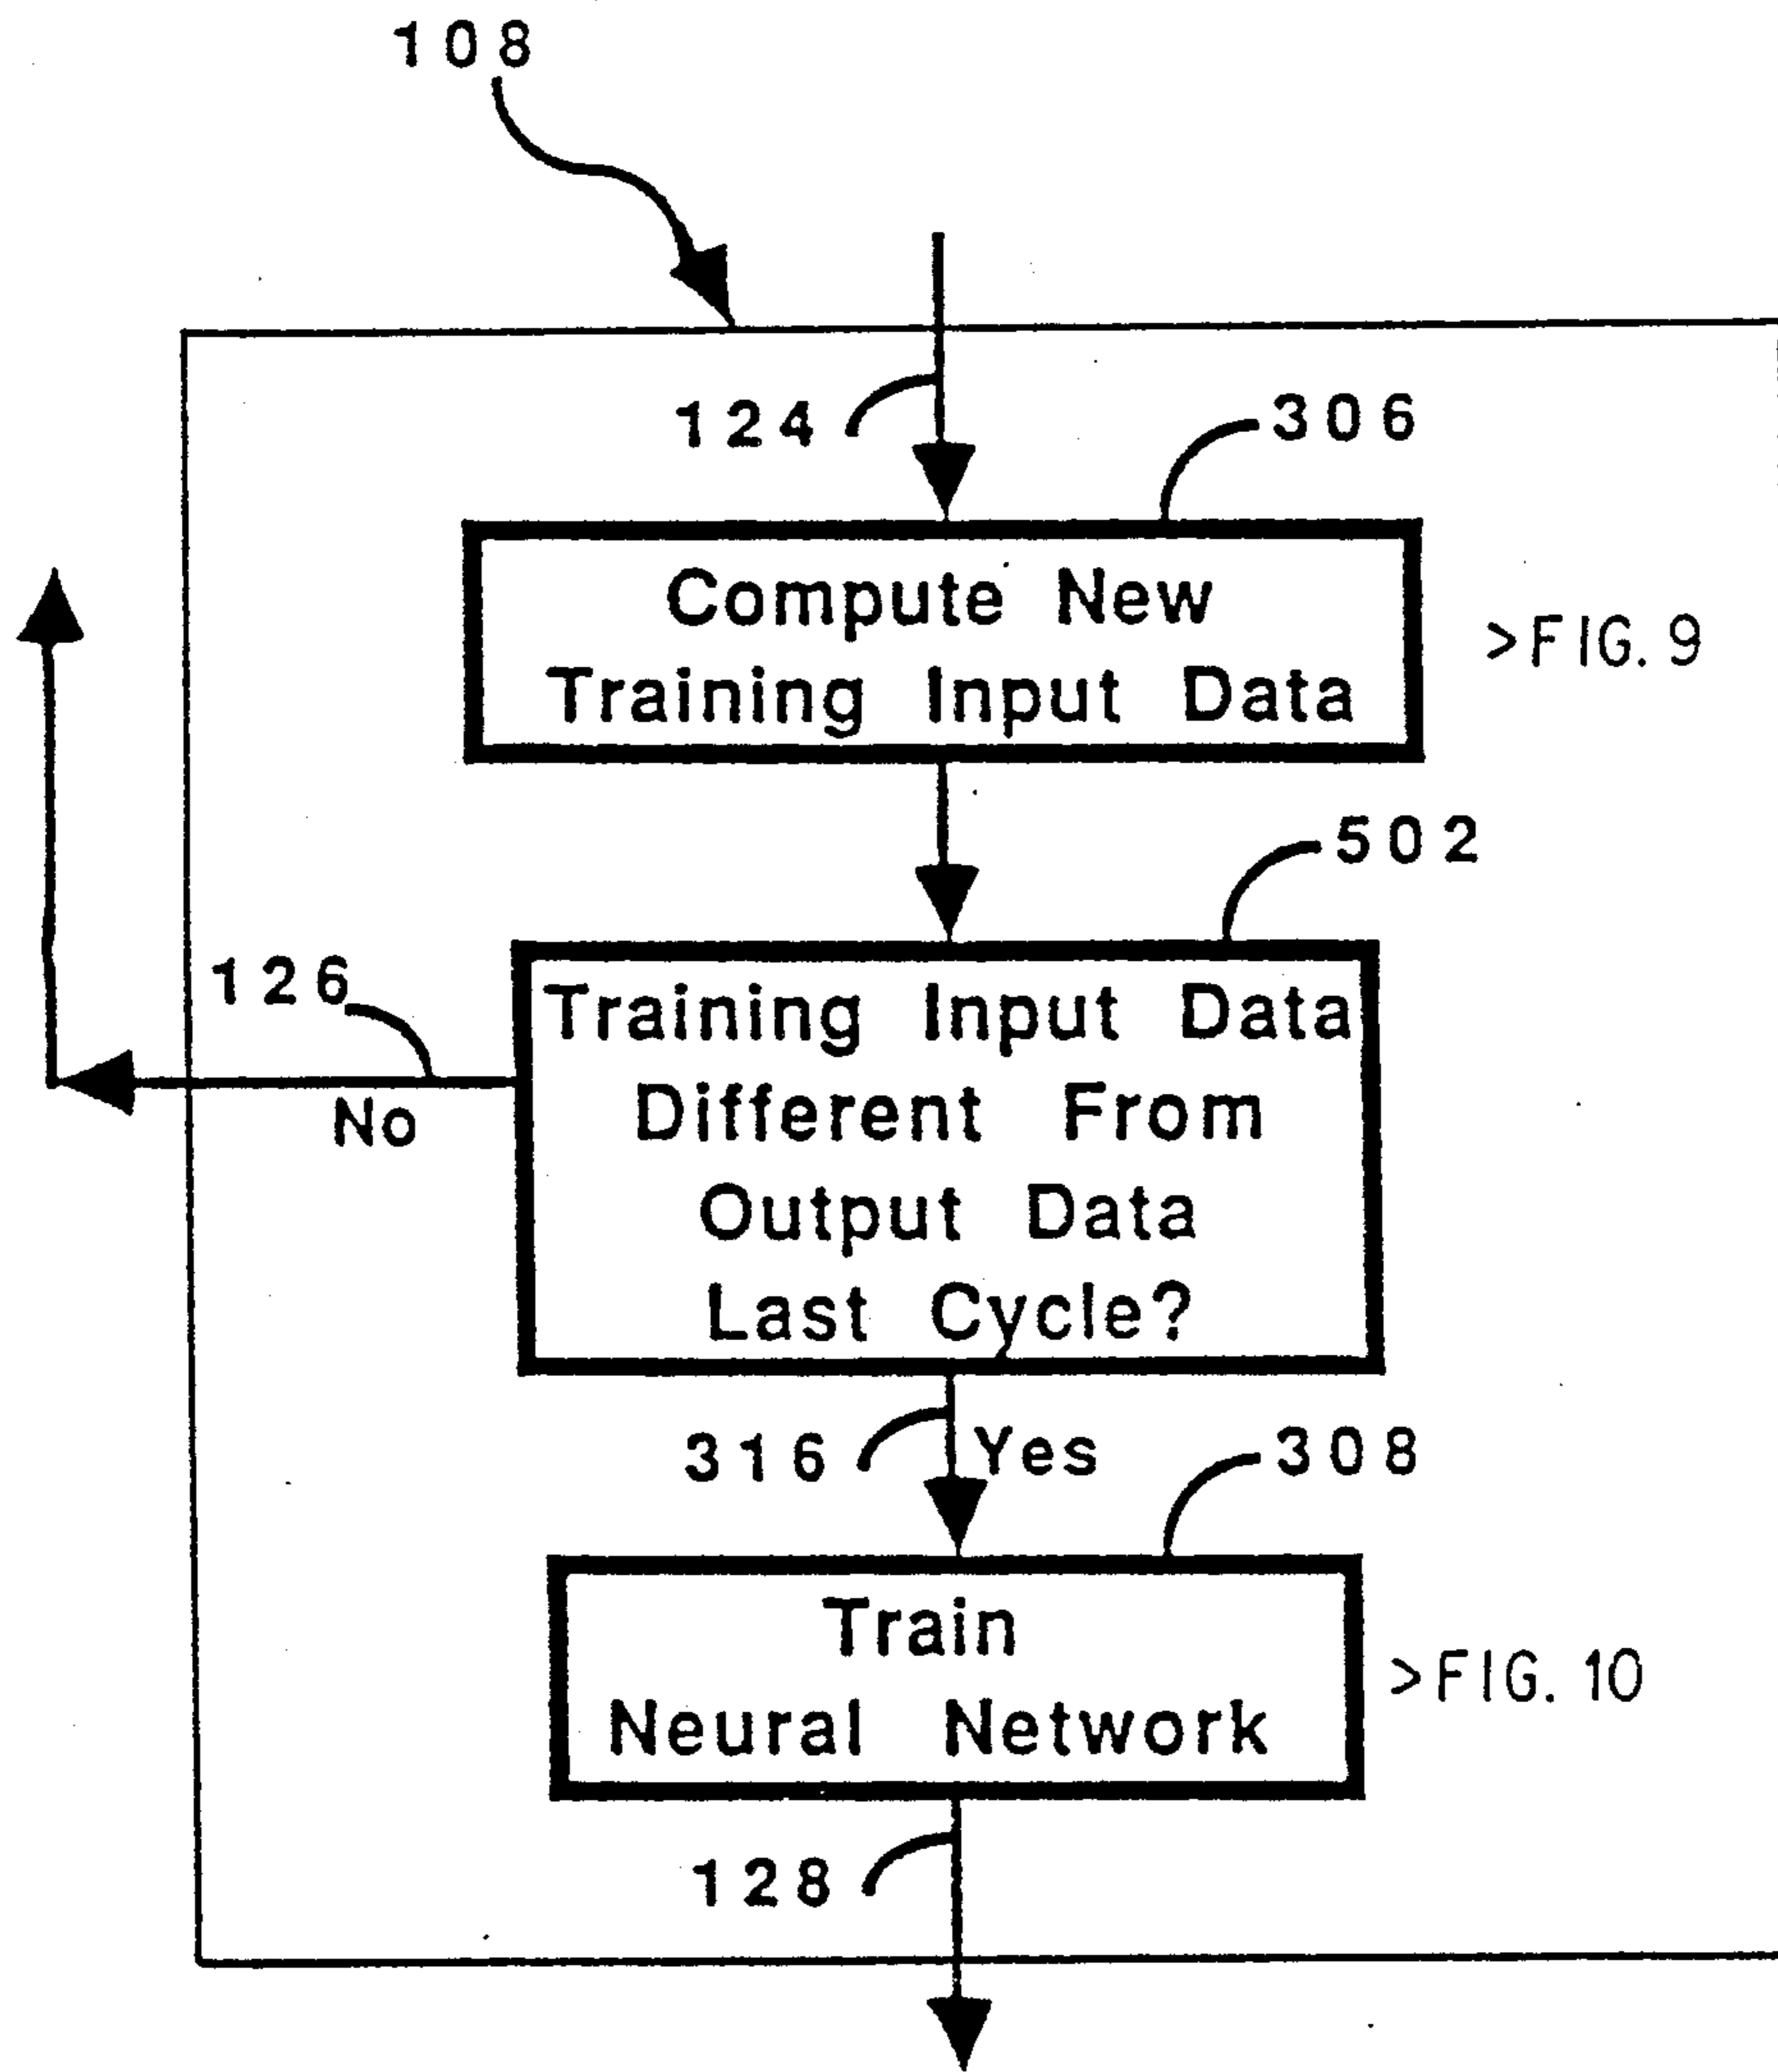 108
124
306
Compute New
Training Input Data
>FIG. 9
502
126
No
Training Input Data
Different From
Output Data
Last Cycle?
316
Yes
308
Train
Neural Network
>FIG. 10
128